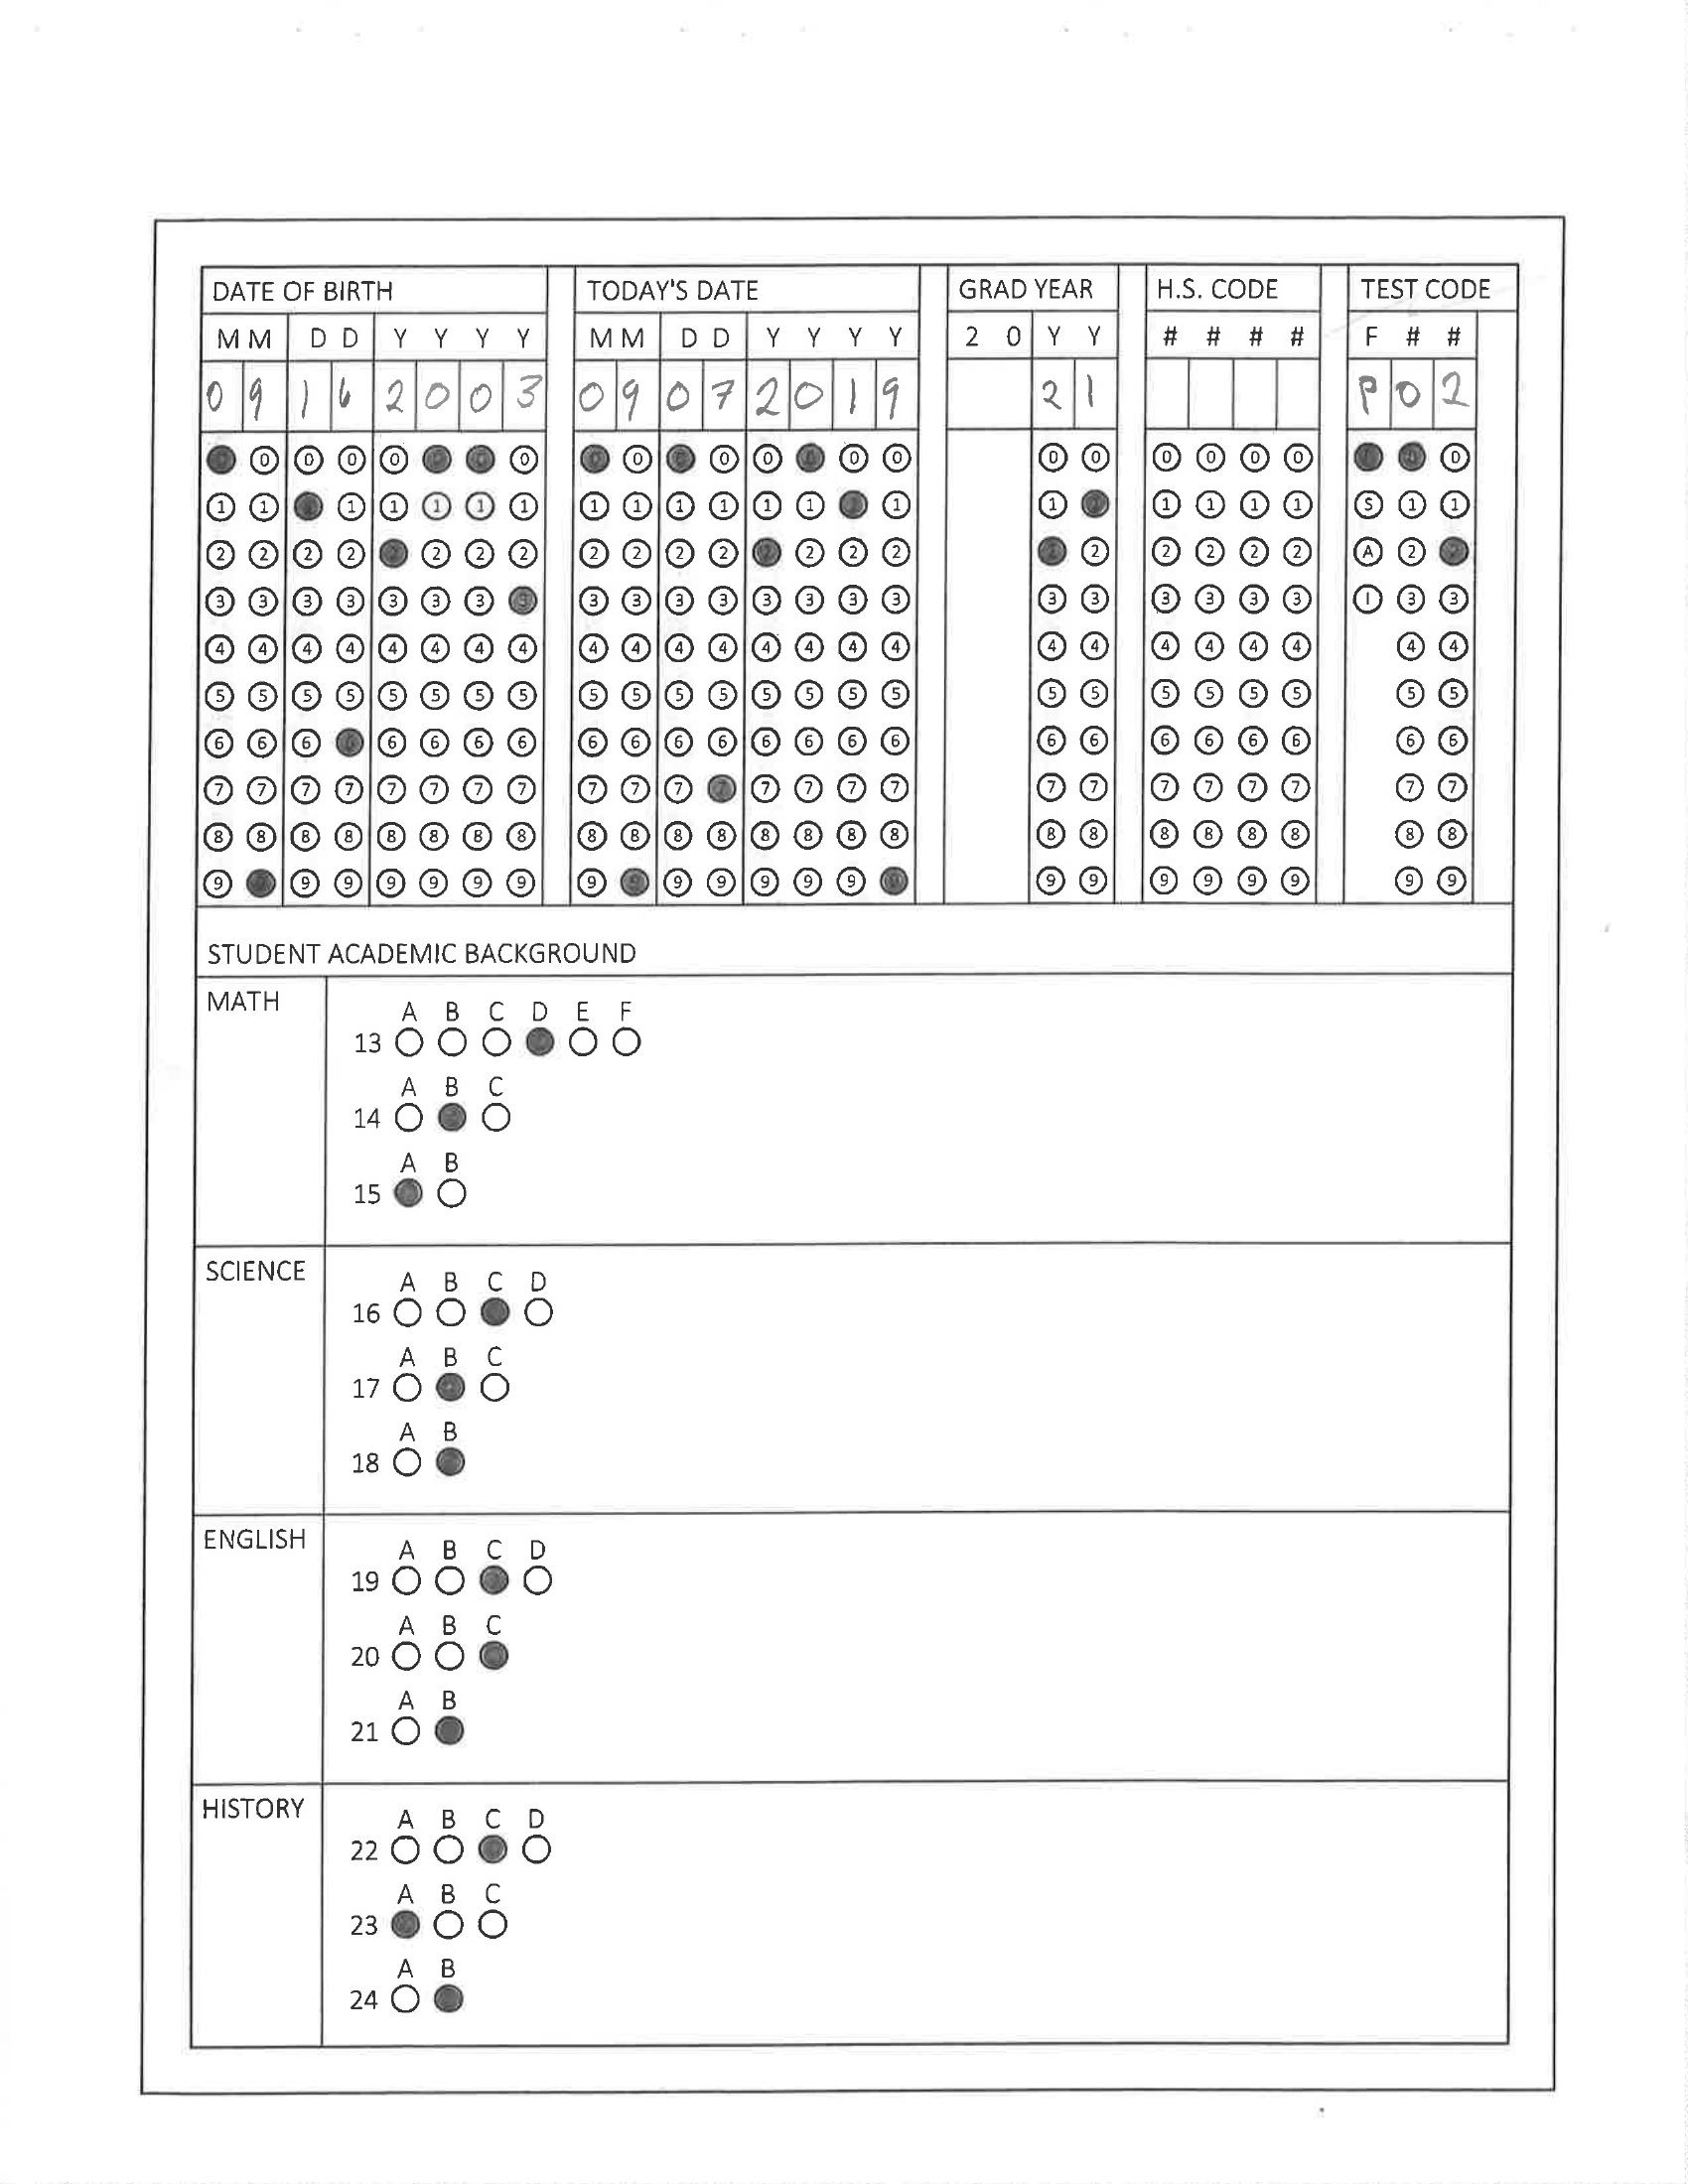 DATE OF BIRTH TODAY'S DATE GRAD YEAR H.S. CODE TEST CODE
M M D D Y Y Y Y M M D D Y Y Y Y 2 0 Y Y # # # # F # #
0 9 1 6 2 0 0 3 0 9 0 7 2 0 1 9 2 1 P 0 2
0 0 0 0 0 0 0 0 0 0 0 0 0 0 0 0 0
1 1 1 1 1 1 1 1 1 1 1 1 1 1 1 1 1 1 1 S 1 1
2 2 2 2 2 2 2 2 2 2 2 2 2 2 2 2 2 2 2 2 A 2 2
3 3 3 3 3 3 3 3 3 3 3 3 3 3 3 3 3 3 3 3 3 3 I 3 3
4 4 4 4 4 4 4 4 4 4 4 4 4 4 4 4 4 4 4 4 4 4 4 4
5 5 5 5 5 5 5 5 5 5 5 5 5 5 5 5 5 5 5 5 5 5 5 5
6 6 6 6 6 6 6 6 6 6 6 6 6 6 6 6 6 6 6 6 6 6 6
7 7 7 7 7 7 7 7 7 7 7 7 7 7 7 7 7 7 7 7 7 7 7 7
8 8 8 8 8 8 8 8 8 8 8 8 8 8 8 8 8 8 8 8 8 8 8 8
9 9 9 9 9 9 9 9 9 9 9 9 9 9 9 9 9 9 9 9 9 9 9
STUDENT ACADEMIC BACKGROUND
MATH
A B C D E F
13
A B C
14
A B
15
SCIENCE
A B C D
16
A B C
17
A B
18
ENGLISH
A B C D
19
A B C
20
A B
21
HISTORY
A B C D
22
A B C
23
A B
24